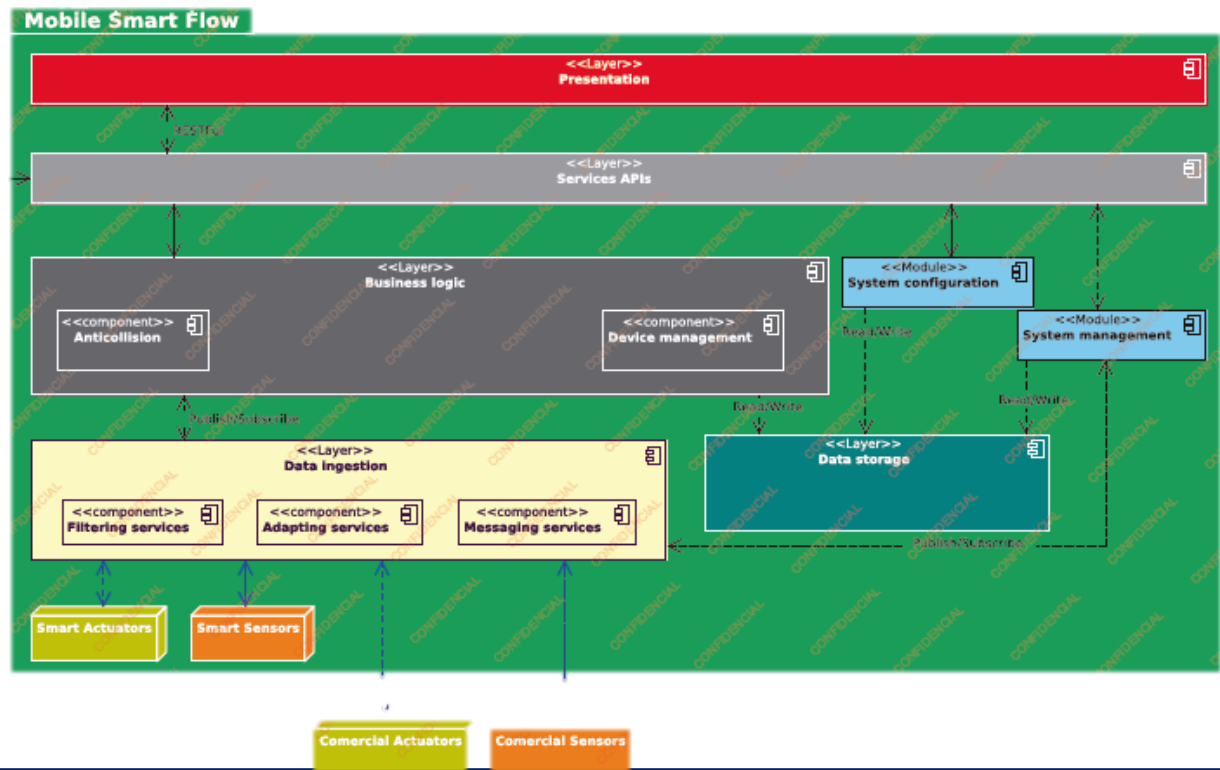 Mobile Smart Flow
<<Layer>>
Presentation
RESTful
<<Layer>>
Services APIs
<<Layer>>
Business logic
<<component>>
Anticollision
<<component>>
Device management
<<Module>>
System configuration
<<Module>>
System management
Read/Write
Read/Write
Read/Write
Publish/Subscribe
<<Layer>>
Data ingestion
<<component>>
Filtering services
<<component>>
Adapting services
<<component>>
Messaging services
<<Layer>>
Data storage
Publish/Subscribe
Smart Actuators
Smart Sensors
Comercial Actuators
Comercial Sensors
CONFIDENCIAL